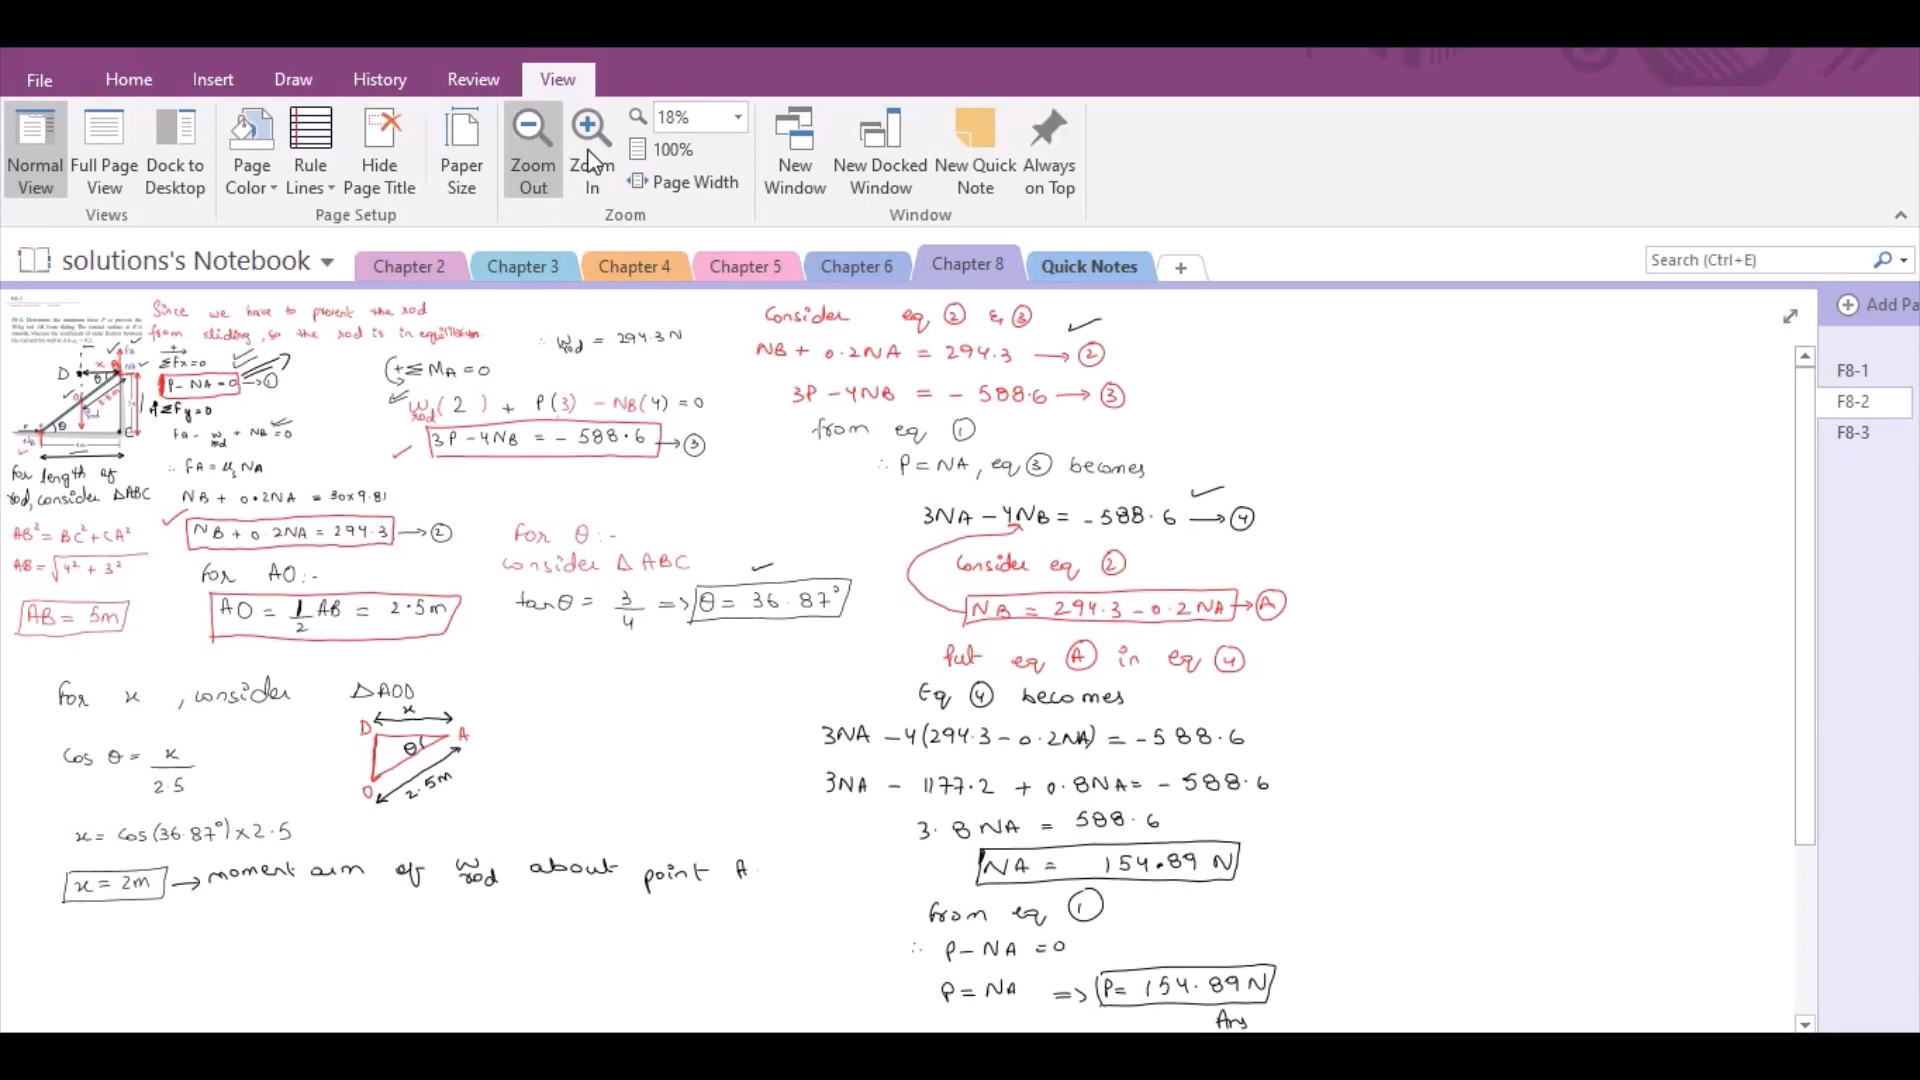 File Home Insert Draw History Review View
Normal View
Full Page View
Dock to Desktop
Views
Page Color
Rule Lines
Hide Page Title
Paper Size
Page Setup
Zoom Out
Zoom In
18%
100%
Page Width
Zoom
New Window
New Docked Window
New Quick Note
Always on Top
Window
solutions's Notebook
Chapter 2 Chapter 3 Chapter 4 Chapter 5 Chapter 6 Chapter 8 Quick Notes +
Search (Ctrl+E)
Add Pa
F8-1
F8-2
F8-3
Since we have to prevent the rod
from sliding, so the rod is in equilibrium.
ΣFx=0
P-NA=0 → ①
ΣFy=0
FA - W rod + NB = 0
∴ FA = μs NA
NB + 0.2NA = 30x9.81
NB + 0.2NA = 294.3 → ②
For length of
rod, consider ΔABC
AB² = BC² + CA²
AB = √4² + 3²
AB = 5m
For AO:-
AO = 1/2 AB = 2.5m
∴ W rod = 294.3 N
(+ΣMA = 0
W rod (2) + P(3) - NB(4) = 0
3P-4NB = - 588.6 → ③
For θ:-
consider Δ ABC
tanθ = 3/4 => θ = 36.87°
For x, consider ΔAOD
D x
θ A
O 2.5m
Cos θ = x/2.5
x = Cos(36.87°) x 2.5
x = 2m → moment arm of W rod about point A.
Consider eq ② & ③
NB + 0.2NA = 294.3 → ②
3P - 4NB = - 588.6 → ③
from eq ①
∴ P = NA, eq ③ becomes
3NA - 4NB = - 588.6 → ④
Consider eq ②
NB = 294.3 - 0.2 NA → Ⓐ
Put eq Ⓐ in eq ④
Eq ④ becomes
3NA - 4(294.3 - 0.2NA) = - 588.6
3NA - 1177.2 + 0.8NA = - 588.6
3.8NA = 588.6
NA = 154.89 N
from eq ①
∴ P - NA = 0
P = NA => P = 154.89 N
Ans